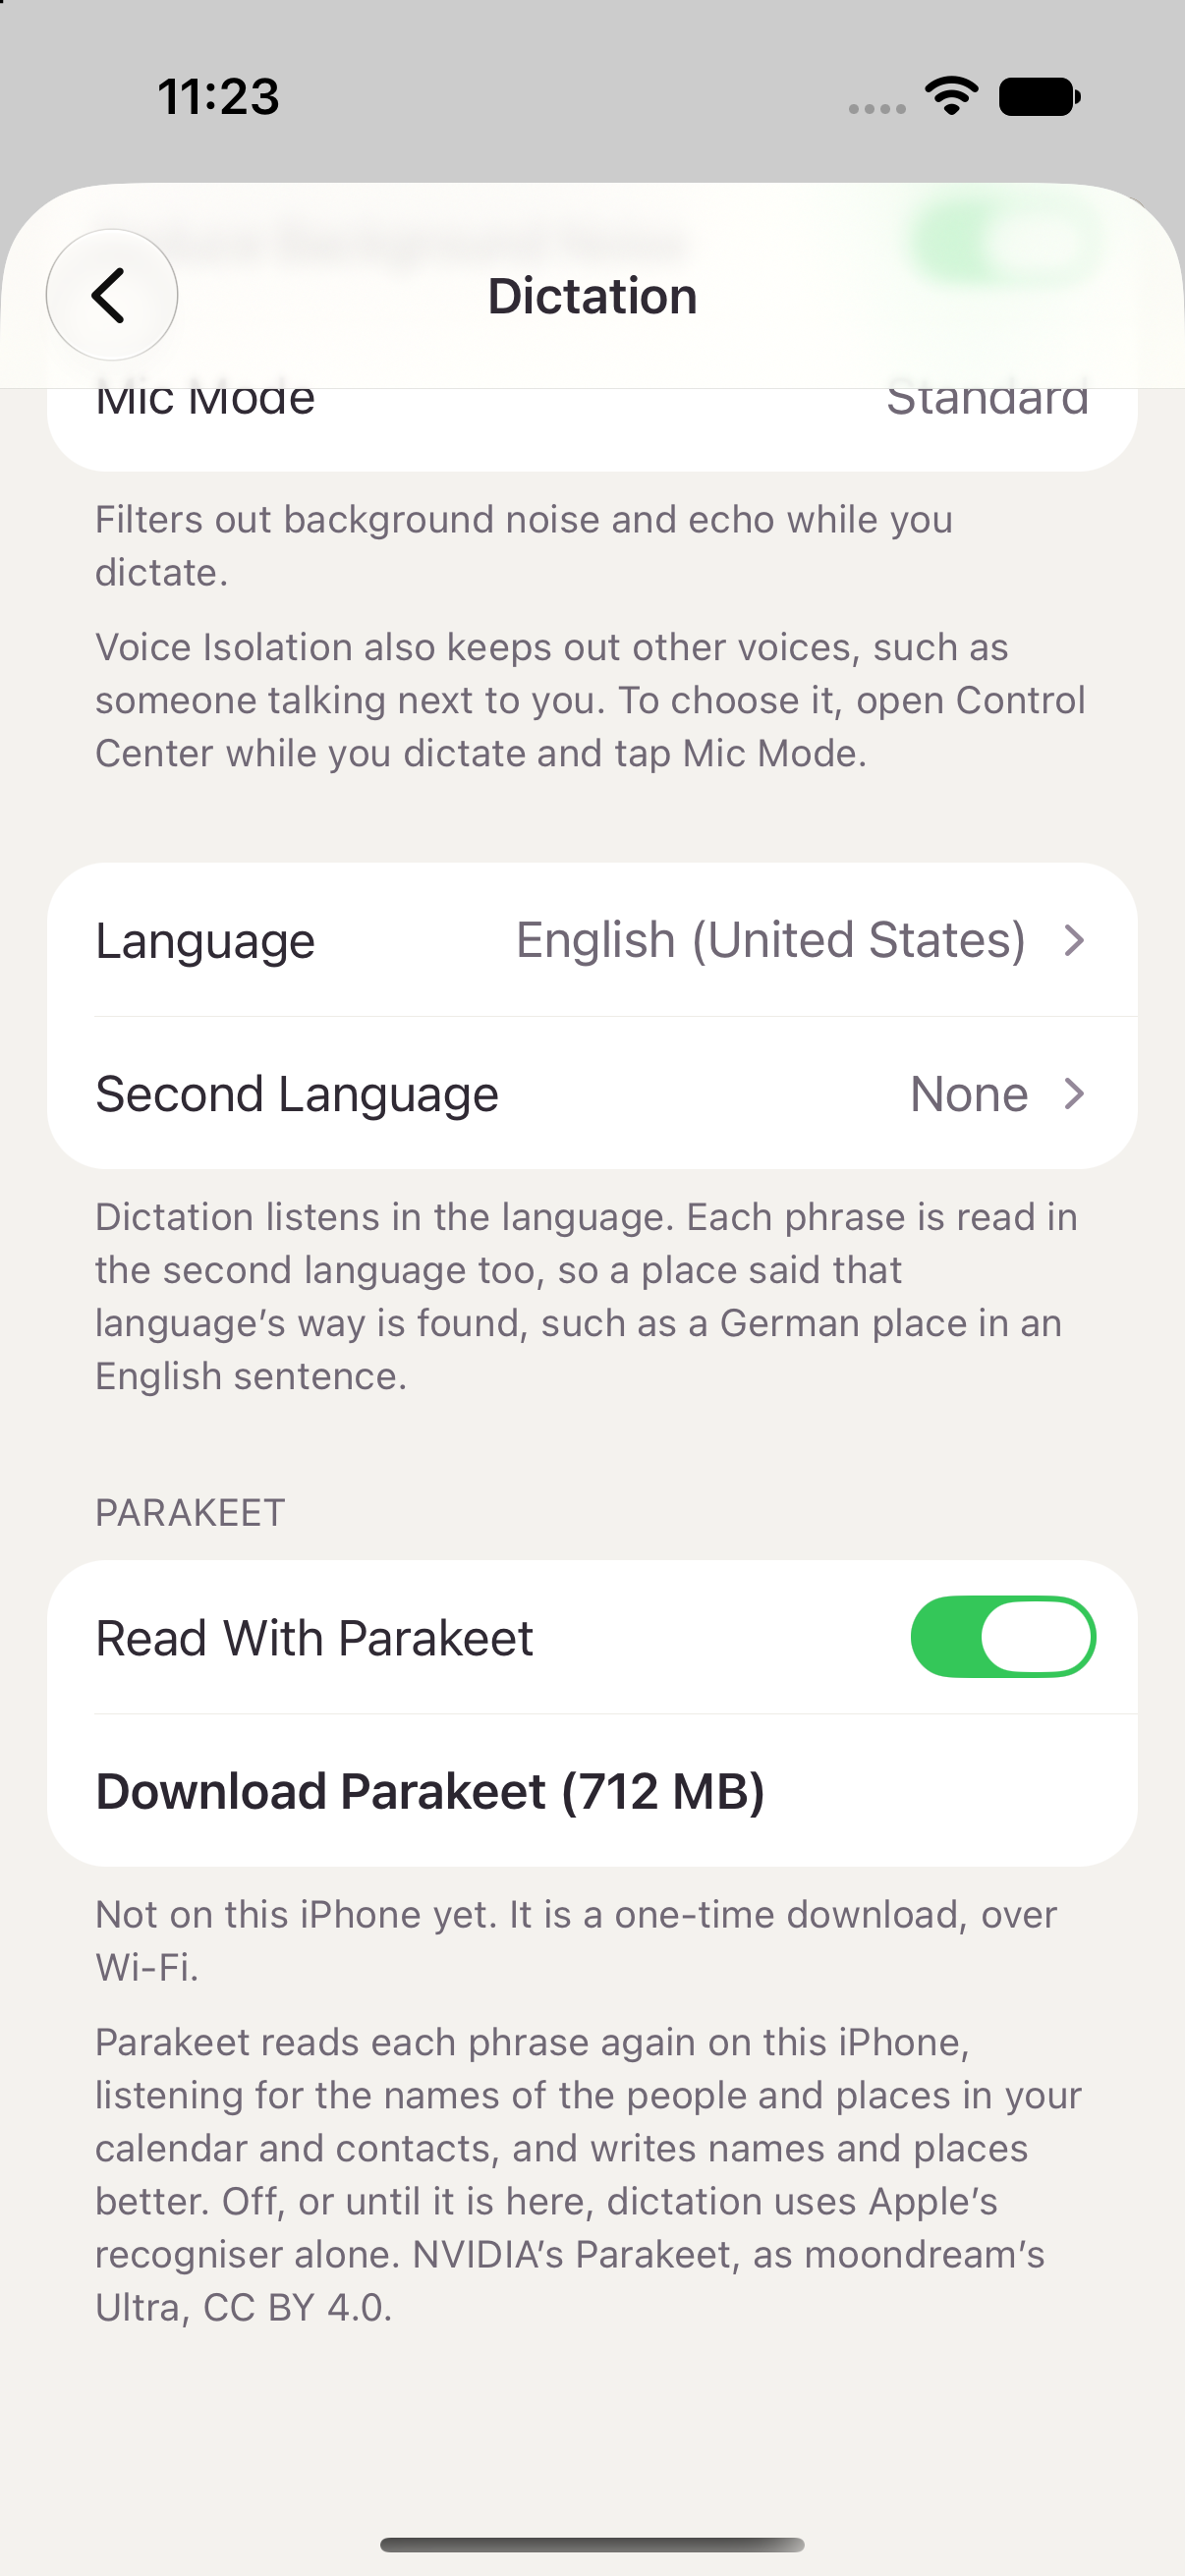 11:23
Dictation
Mic Mode Standard
Filters out background noise and echo while you
dictate.
Voice Isolation also keeps out other voices, such as
someone talking next to you. To choose it, open Control
Center while you dictate and tap Mic Mode.
Language English (United States)
Second Language None
Dictation listens in the language. Each phrase is read in
the second language too, so a place said that
language’s way is found, such as a German place in an
English sentence.
PARAKEET
Read With Parakeet
Download Parakeet (712 MB)
Not on this iPhone yet. It is a one-time download, over
Wi-Fi.
Parakeet reads each phrase again on this iPhone,
listening for the names of the people and places in your
calendar and contacts, and writes names and places
better. Off, or until it is here, dictation uses Apple’s
recogniser alone. NVIDIA’s Parakeet, as moondream’s
Ultra, CC BY 4.0.